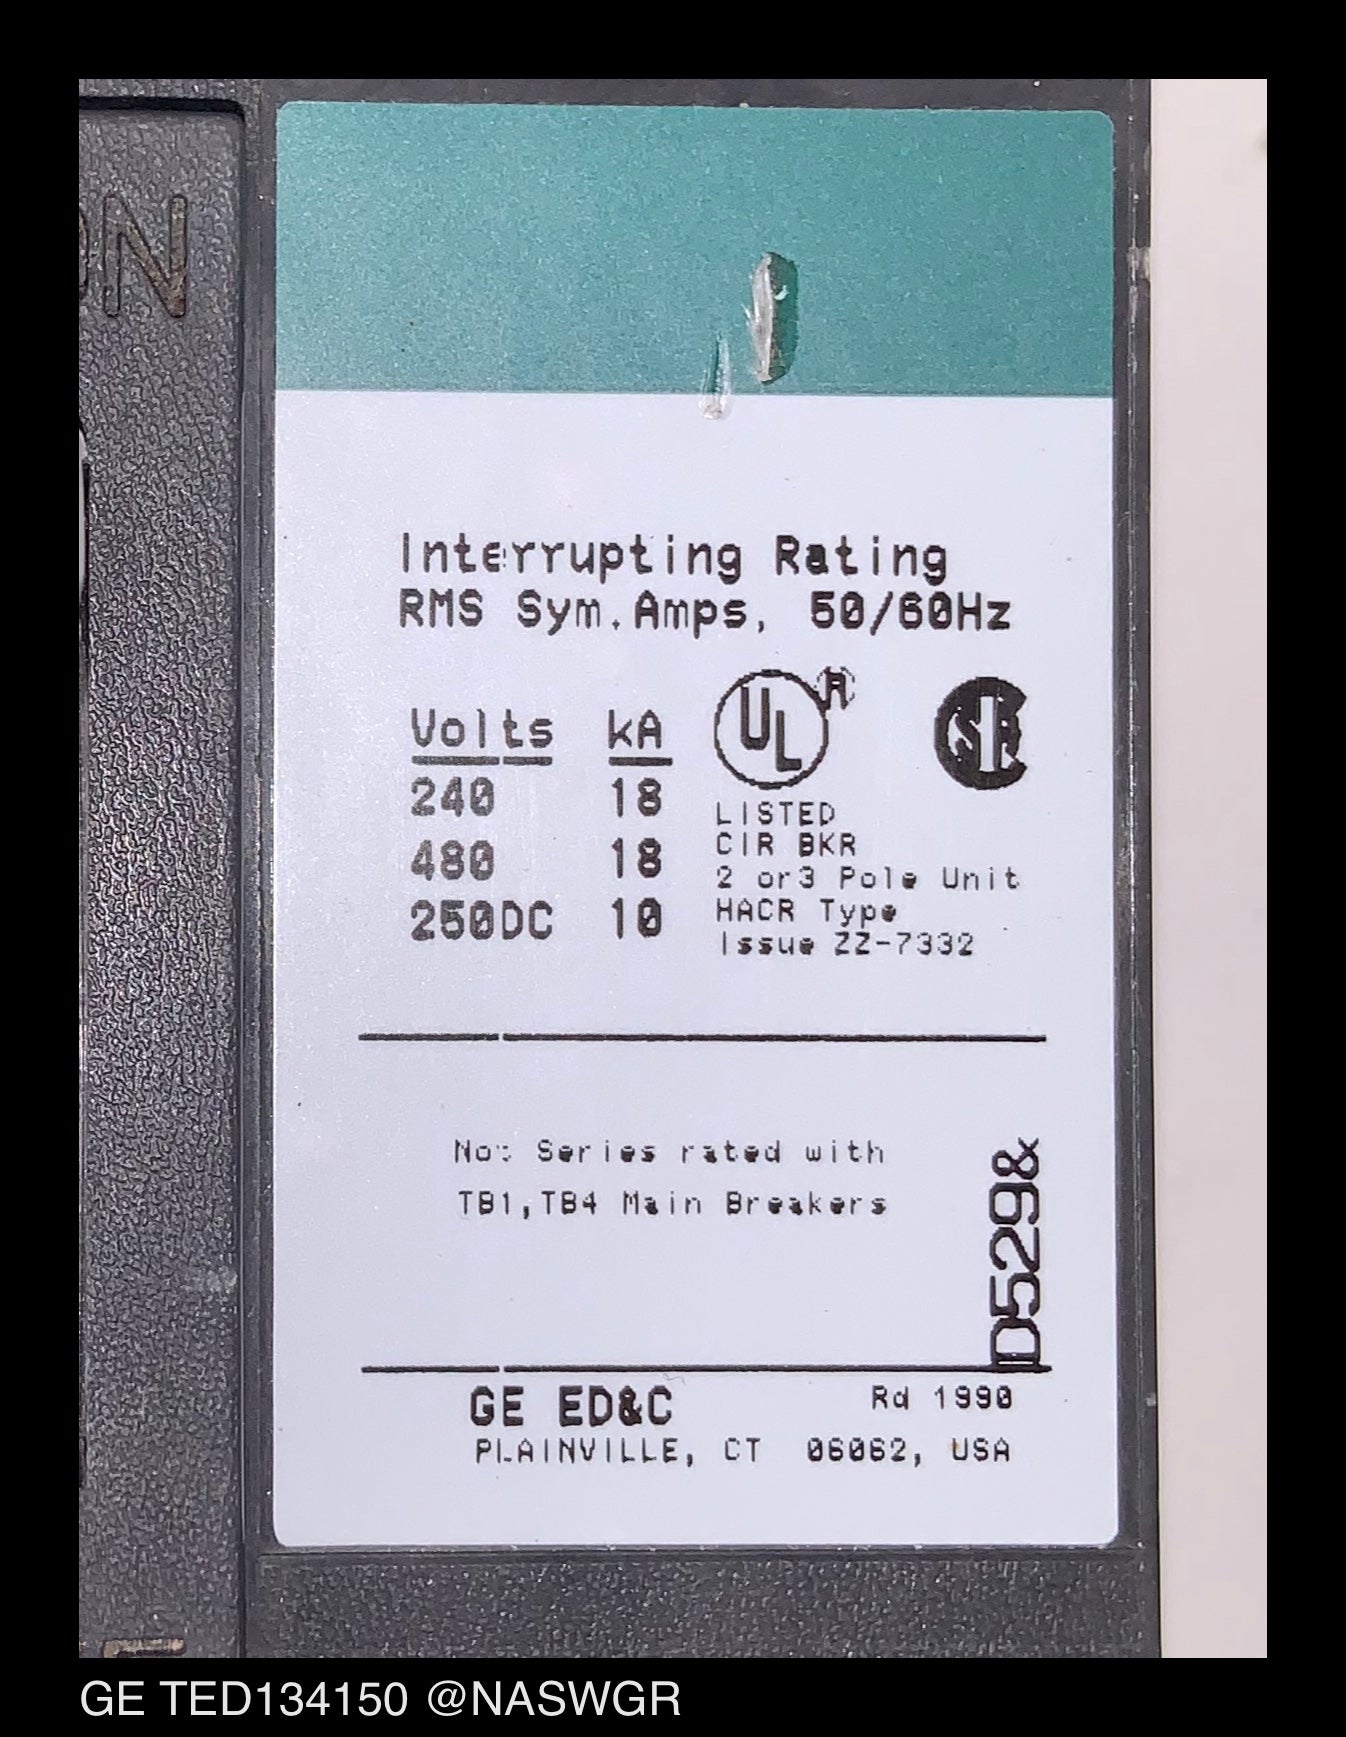 ON
Interrupting Rating
RMS Sym.Amps, 50/60Hz
Volts kA
240 18
480 18
250DC 10
UL
R
LISTED
CIR BKR
2 or3 Pole Unit
HACR Type
Issue ZZ-7332
Not Series rated with
TB1,TB4 Main Breakers
D529&
GE ED&C Rd 1990
PLAINVILLE, CT 06062, USA
GE TED134150 @NASWGR